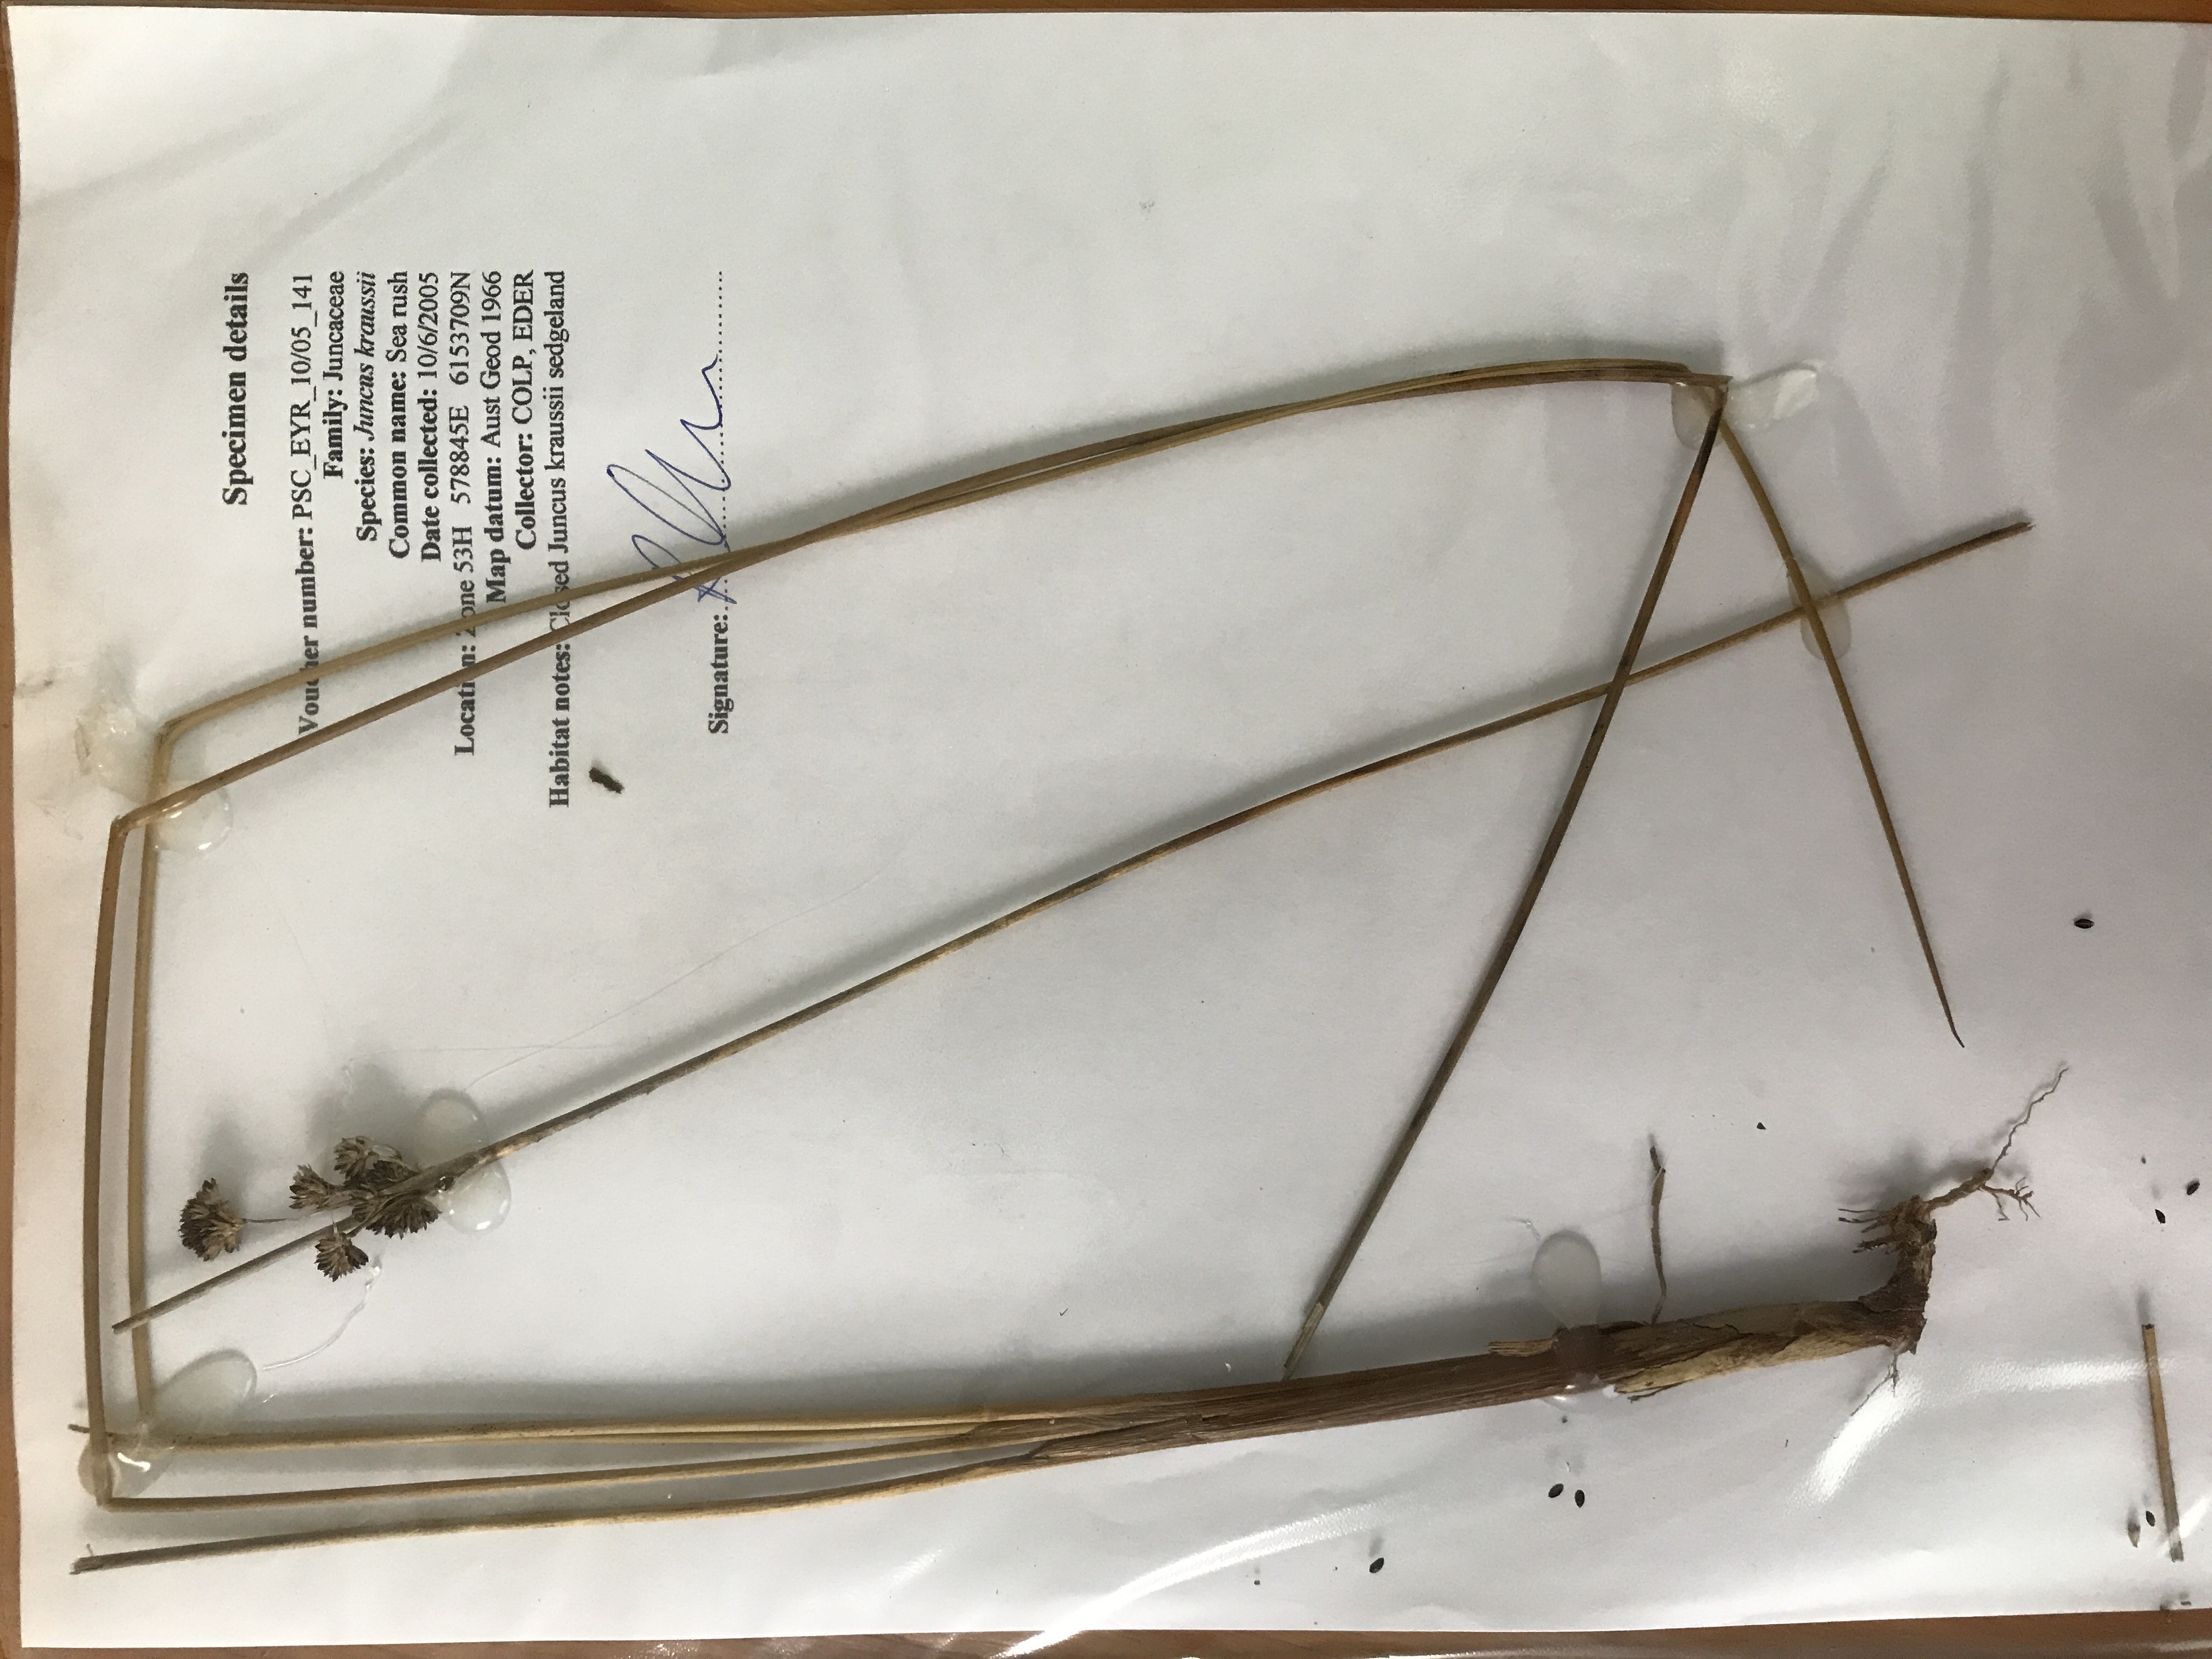 Specimen details
Voucher number: PSC_EYR_10/05_141
Family: Juncaceae
Species: Juncus kraussii
Common name: Sea rush
Date collected: 10/6/2005
Location: Zone 53H 578845E 6153709N
Map datum: Aust Geod 1966
Collector: COLP, EDER
Habitat notes: Closed Juncus kraussii sedgeland
Signature: